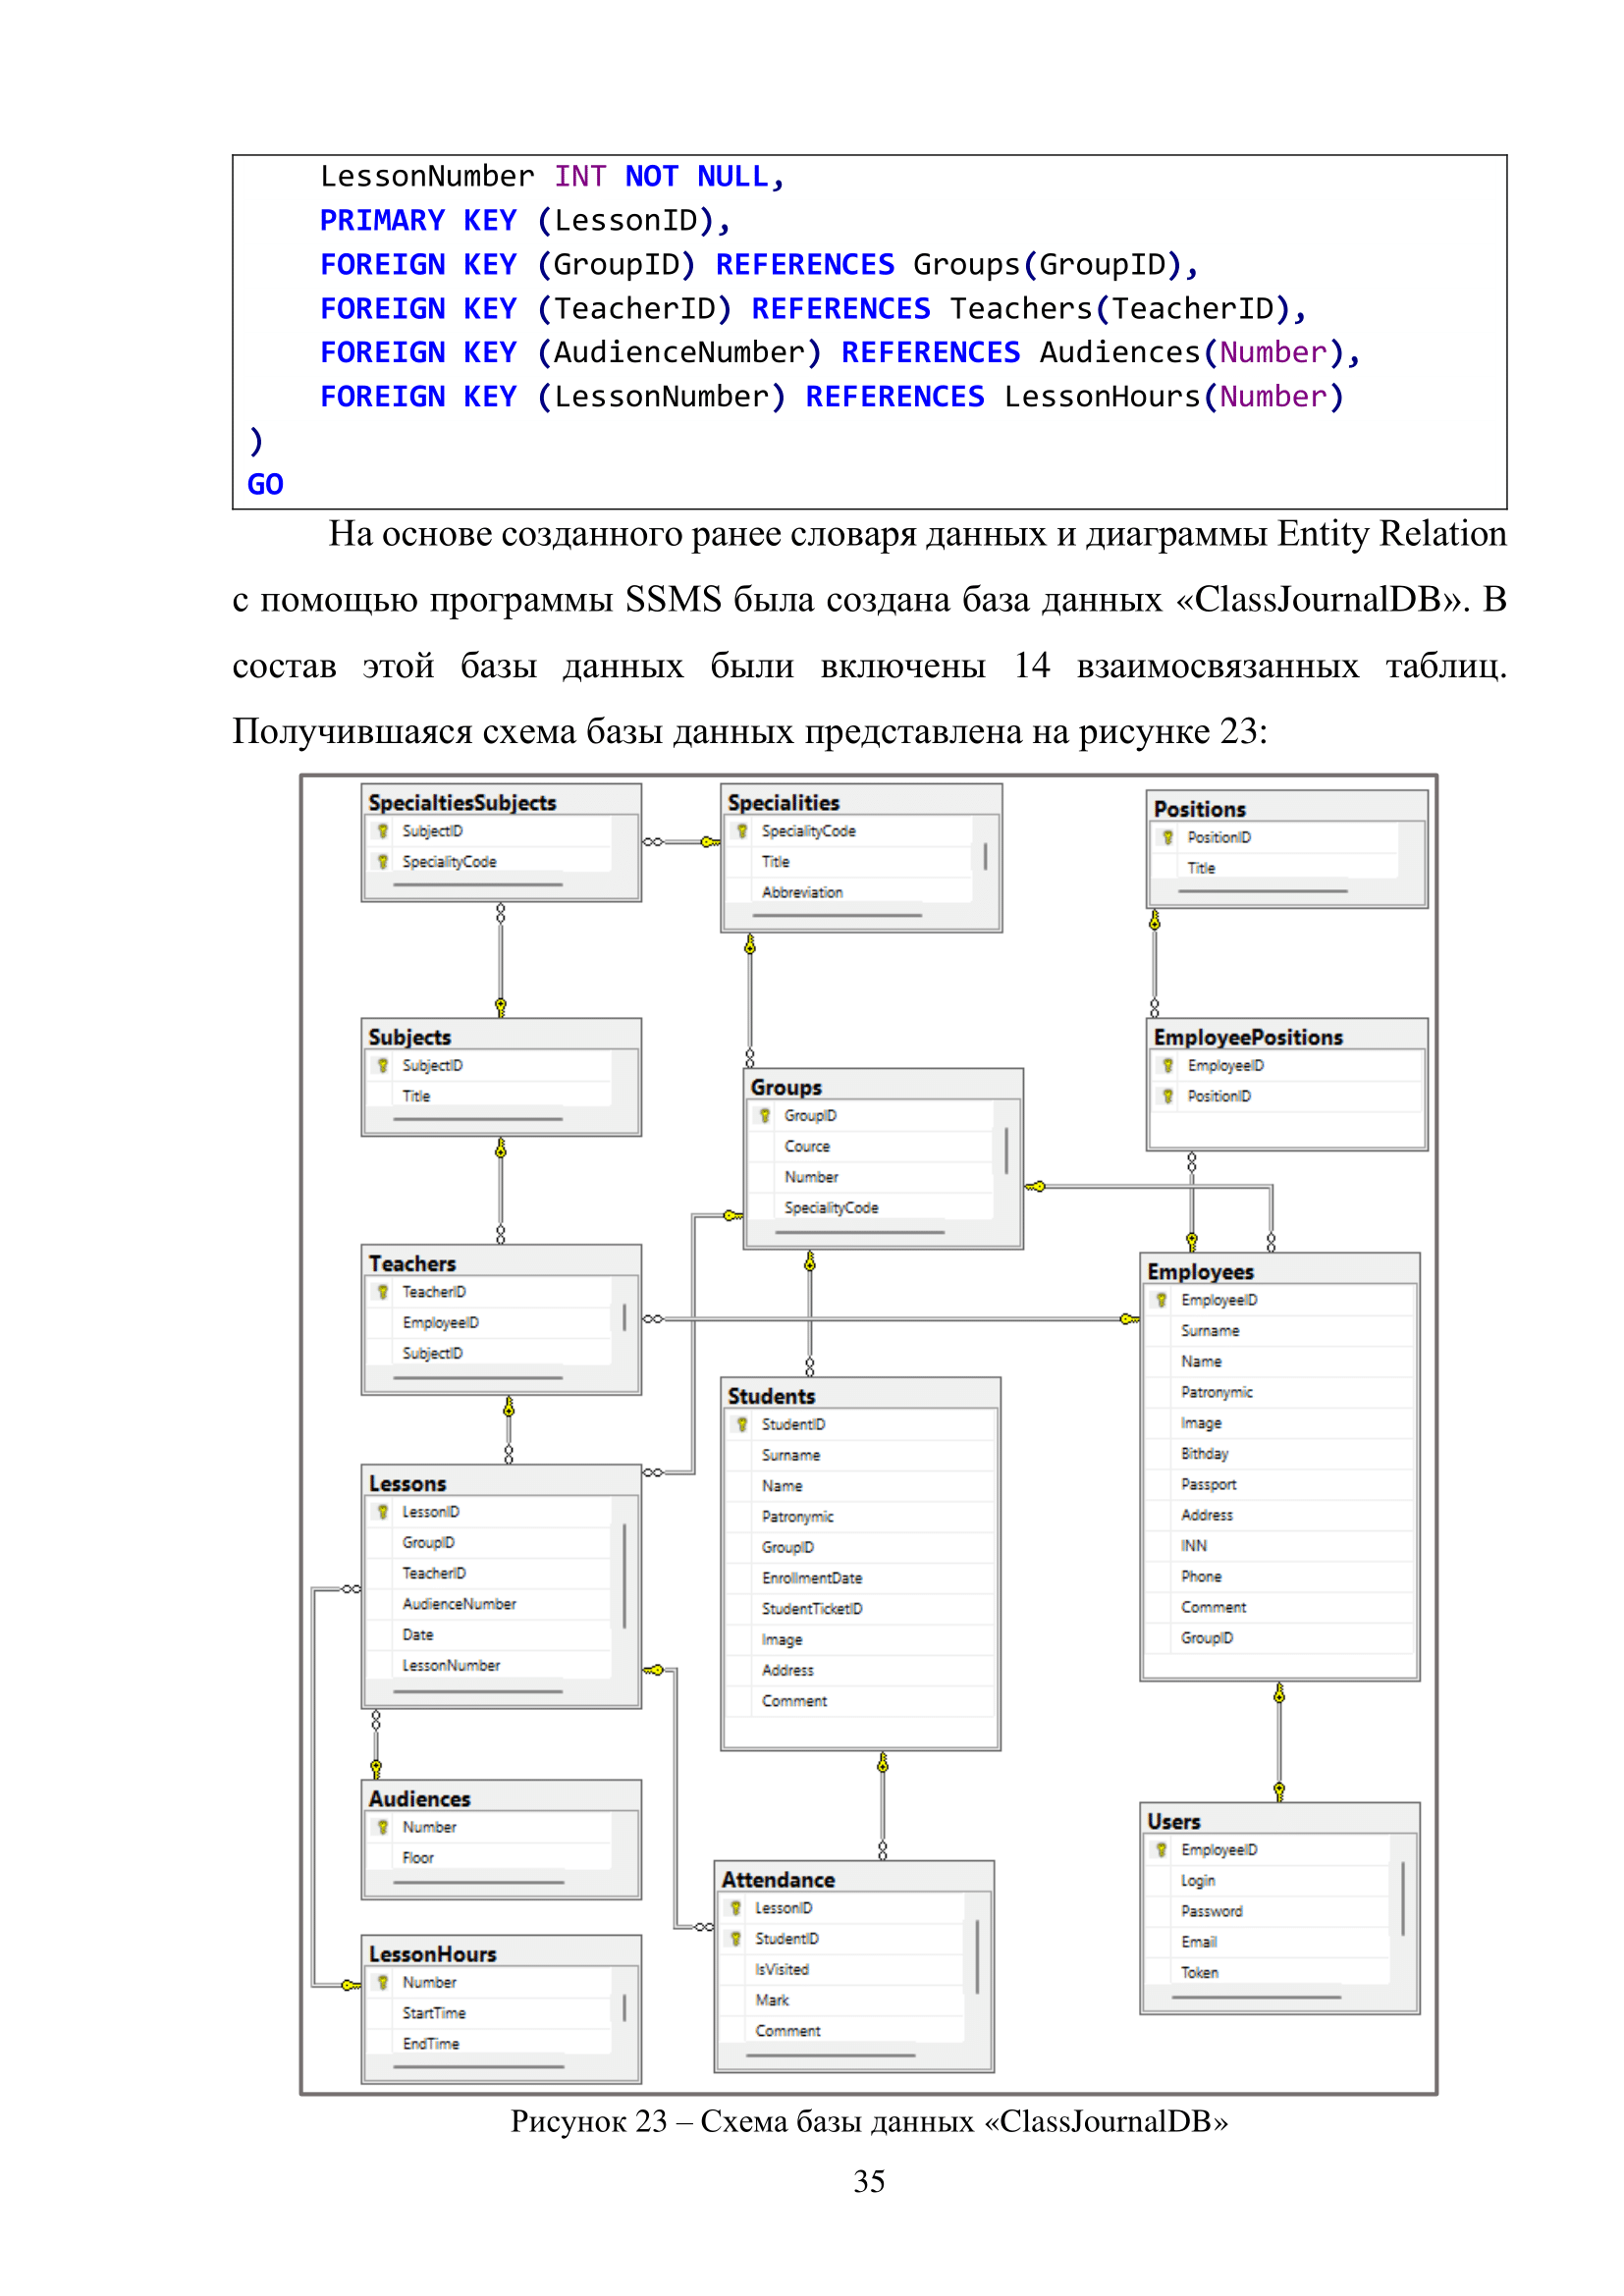 LessonNumber INT NOT NULL,
PRIMARY KEY (LessonID),
FOREIGN KEY (GroupID) REFERENCES Groups(GroupID),
FOREIGN KEY (TeacherID) REFERENCES Teachers(TeacherID),
FOREIGN KEY (AudienceNumber) REFERENCES Audiences(Number),
FOREIGN KEY (LessonNumber) REFERENCES LessonHours(Number)
)
GO
На основе созданного ранее словаря данных и диаграммы Entity Relation
с помощью программы SSMS была создана база данных «ClassJournalDB». В
состав этой базы данных были включены 14 взаимосвязанных таблиц.
Получившаяся схема базы данных представлена на рисунке 23:
SpecialtiesSubjects
SubjectID
SpecialityCode
Specialities
SpecialityCode
Title
Abbreviation
Positions
PositionID
Title
Subjects
SubjectID
Title
EmployeePositions
EmployeeID
PositionID
Groups
GroupID
Cource
Number
SpecialityCode
Teachers
TeacherID
EmployeeID
SubjectID
Employees
EmployeeID
Surname
Name
Patronymic
Image
Bithday
Passport
Address
INN
Phone
Comment
GroupID
Students
StudentID
Surname
Name
Patronymic
GroupID
EnrollmentDate
StudentTicketID
Image
Address
Comment
Lessons
LessonID
GroupID
TeacherID
AudienceNumber
Date
LessonNumber
Audiences
Number
Floor
Users
EmployeeID
Login
Password
Email
Token
Attendance
LessonID
StudentID
IsVisited
Mark
Comment
LessonHours
Number
StartTime
EndTime
Рисунок 23 – Схема базы данных «ClassJournalDB»
35